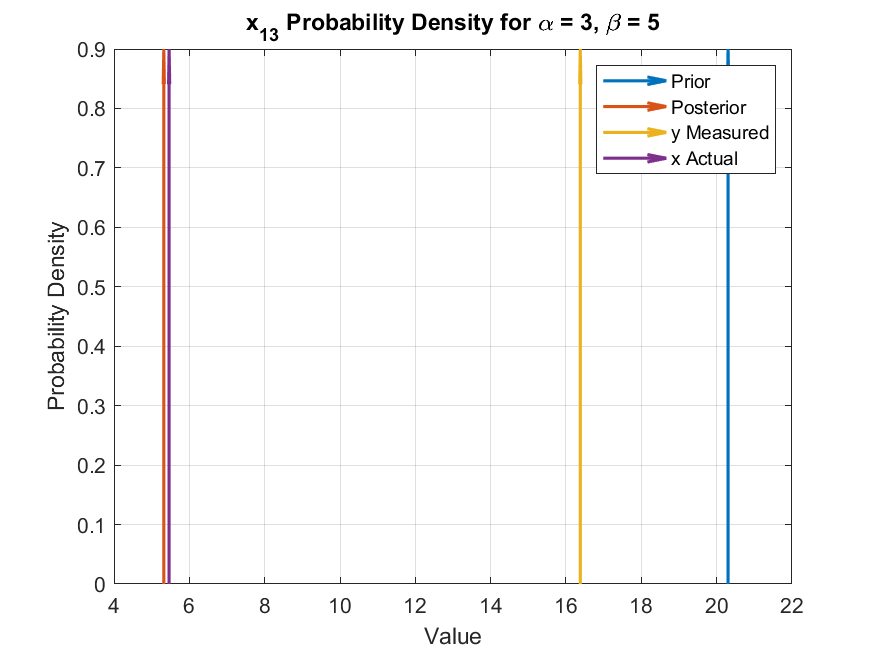 x13 Probability Density for α = 3, β = 5
Probability Density
0.9
0.8
0.7
0.6
0.5
0.4
0.3
0.2
0.1
0
Prior
Posterior
y Measured
x Actual
4 6 8 10 12 14 16 18 20 22
Value